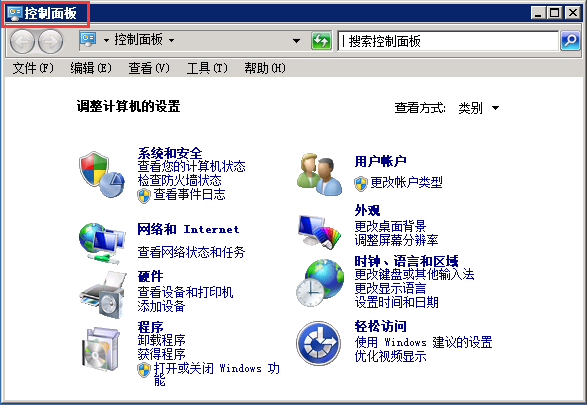 控制面板
控制面板
搜索控制面板
文件(F) 编辑(E) 查看(V) 工具(T) 帮助(H)
调整计算机的设置
查看方式: 类别
系统和安全
查看您的计算机状态
检查防火墙状态
查看事件日志
网络和 Internet
查看网络状态和任务
硬件
查看设备和打印机
添加设备
程序
卸载程序
获得程序
打开或关闭 Windows 功
能
用户帐户
更改帐户类型
外观
更改桌面背景
调整屏幕分辨率
时钟、语言和区域
更改键盘或其他输入法
更改显示语言
设置时间和日期
轻松访问
使用 Windows 建议的设置
优化视频显示